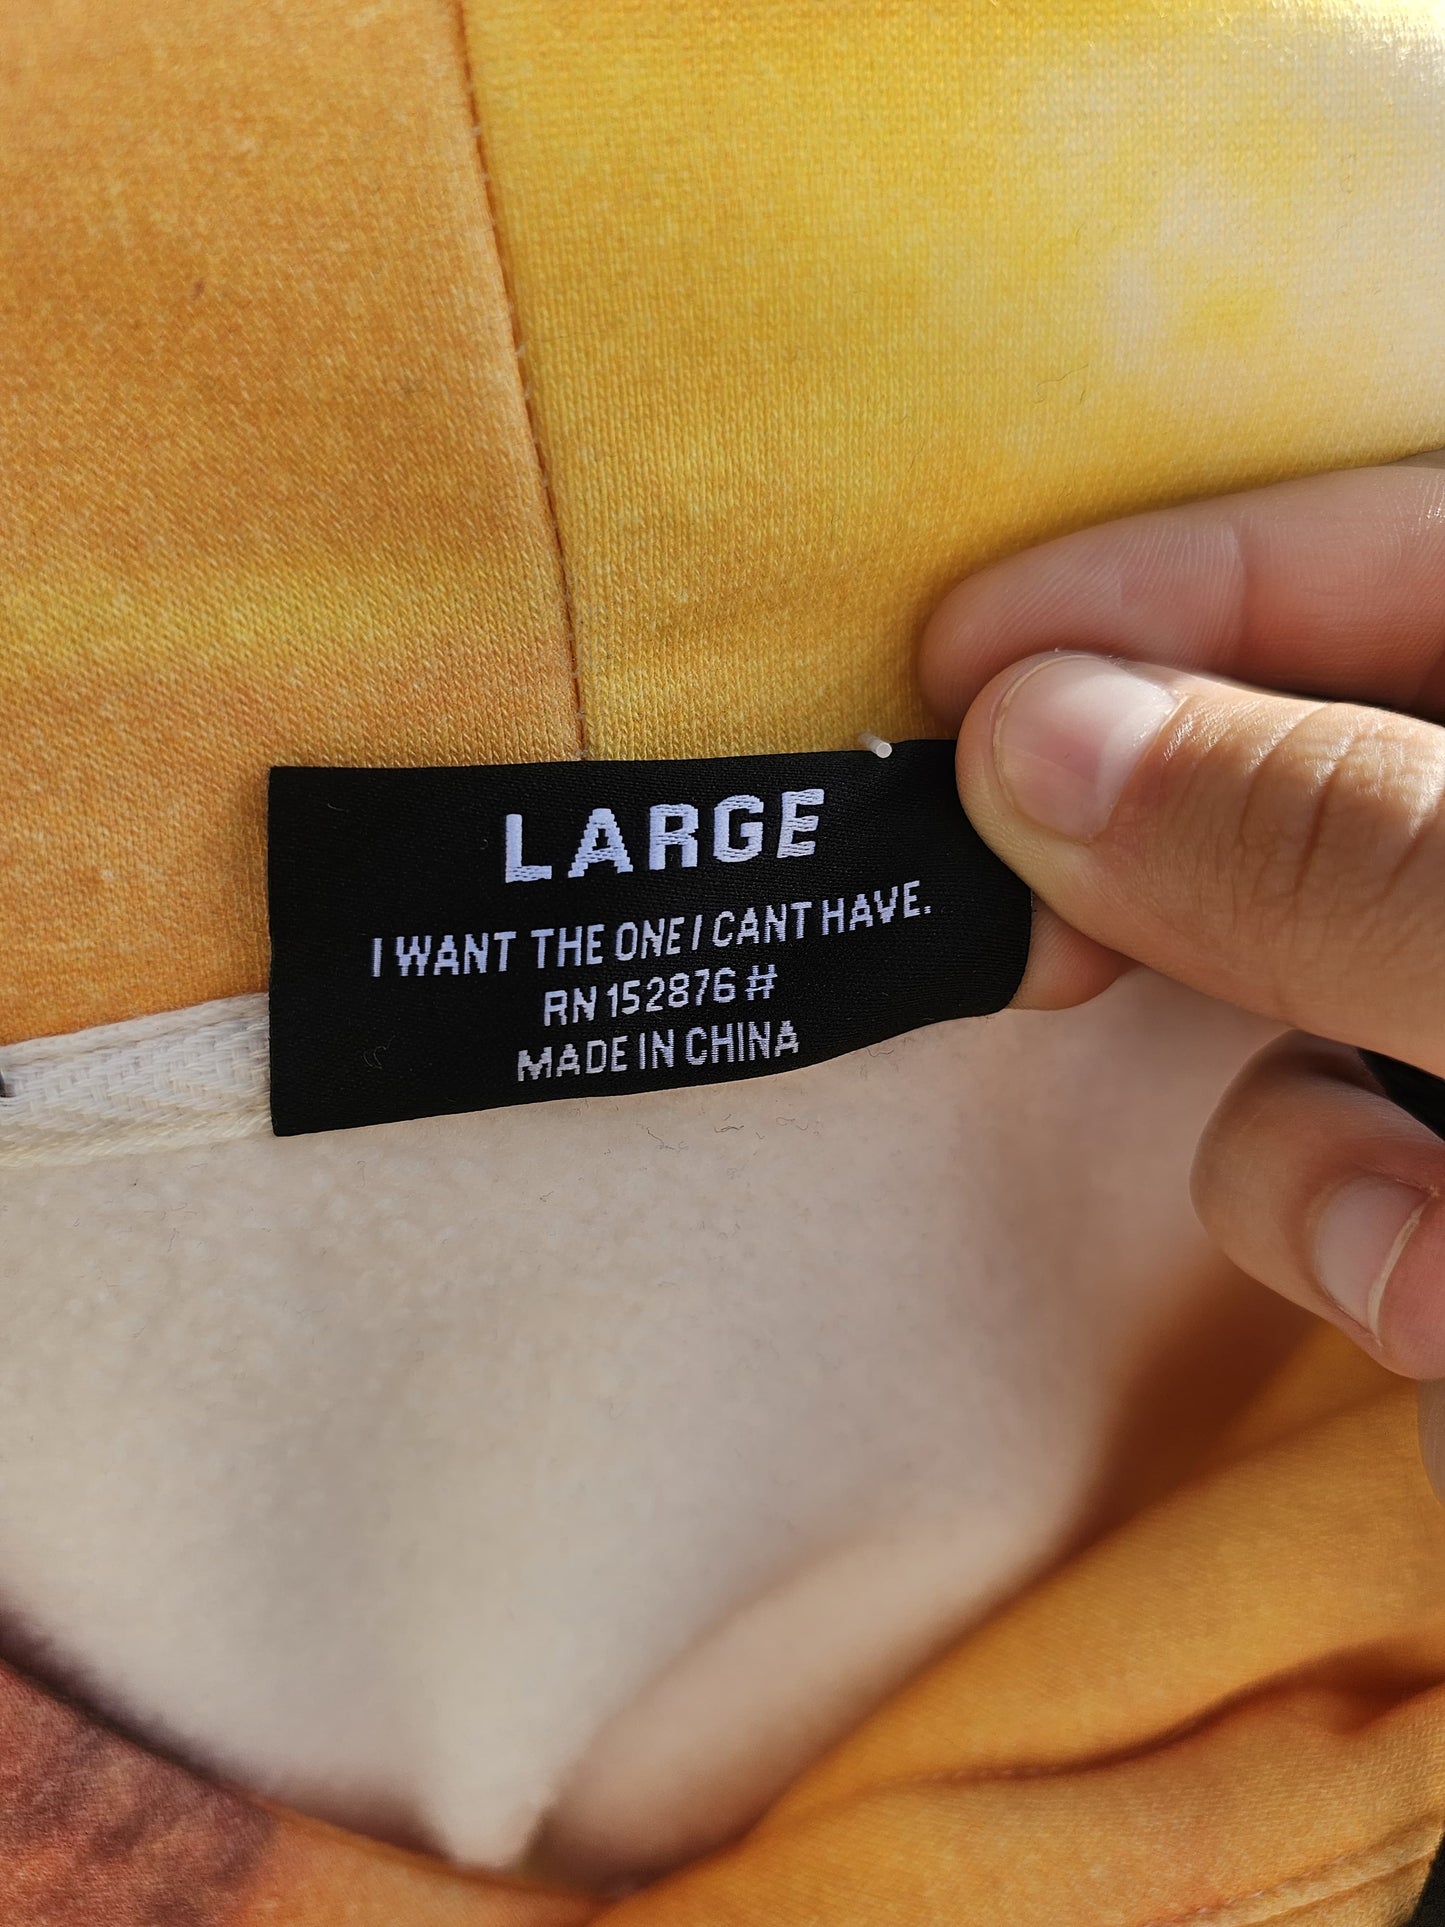 LARGE
I WANT THE ONE I CANT HAVE.
RN 152876 #
MADE IN CHINA